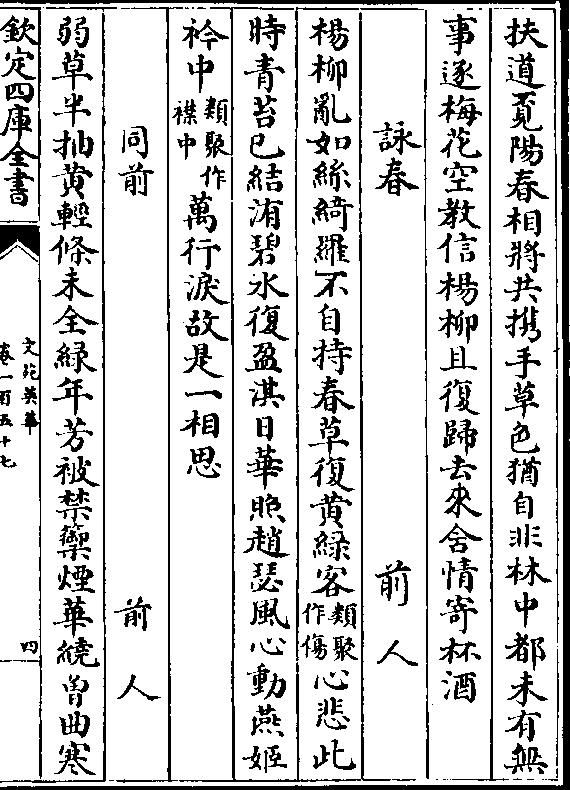 扶道覓陽春相將共携手草色猶自非林中都未有無
事逐梅花空教信楊柳且復歸去來含情寄杯酒
詠春 前人
楊柳亂如絲綺羅不自持春草復黄緑客類聚作傷心悲此
時青苔已結洧碧水復盈淇日華照趙瑟風心動燕姬
衿中類聚作襟中萬行淚故是一相思
同前 前人
弱草半抽黄輕條未全緑年芳被禁籞煙華繞曾曲寒
欽定四庫全書
文苑英華
卷一百五十七
四